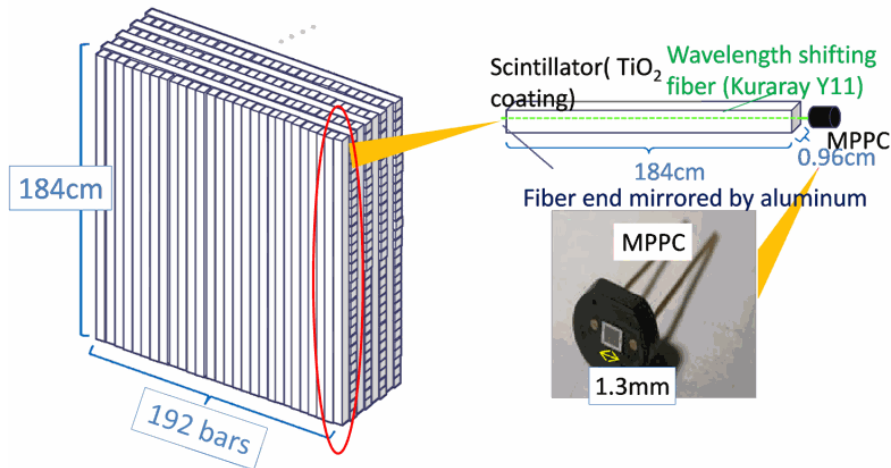 184cm
192 bars
Scintillator( TiO₂
coating)
Wavelength shifting
fiber (Kuraray Y11)
MPPC
0.96cm
184cm
Fiber end mirrored by aluminum
MPPC
1.3mm